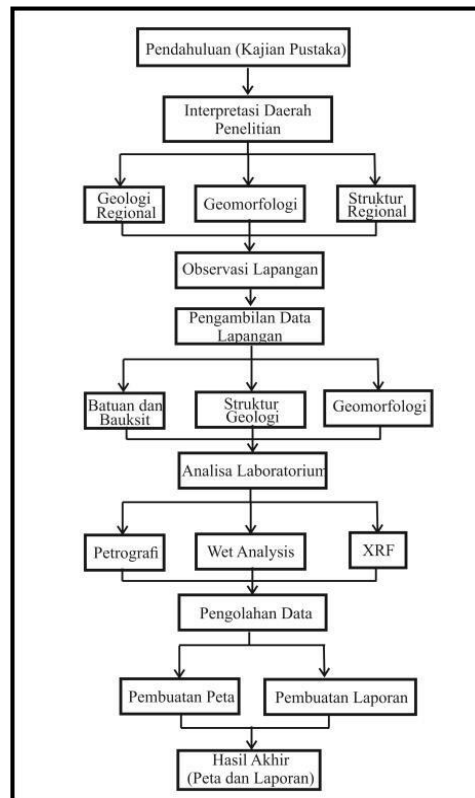 Pendahuluan (Kajian Pustaka)
Interpretasi Daerah
Penelitian
Geologi
Regional
Geomorfologi
Struktur
Regional
Observasi Lapangan
Pengambilan Data
Lapangan
Batuan dan
Bauksit
Struktur
Geologi
Geomorfologi
Analisa Laboratorium
Petrografi
Wet Analysis
XRF
Pengolahan Data
Pembuatan Peta
Pembuatan Laporan
Hasil Akhir
(Peta dan Laporan)